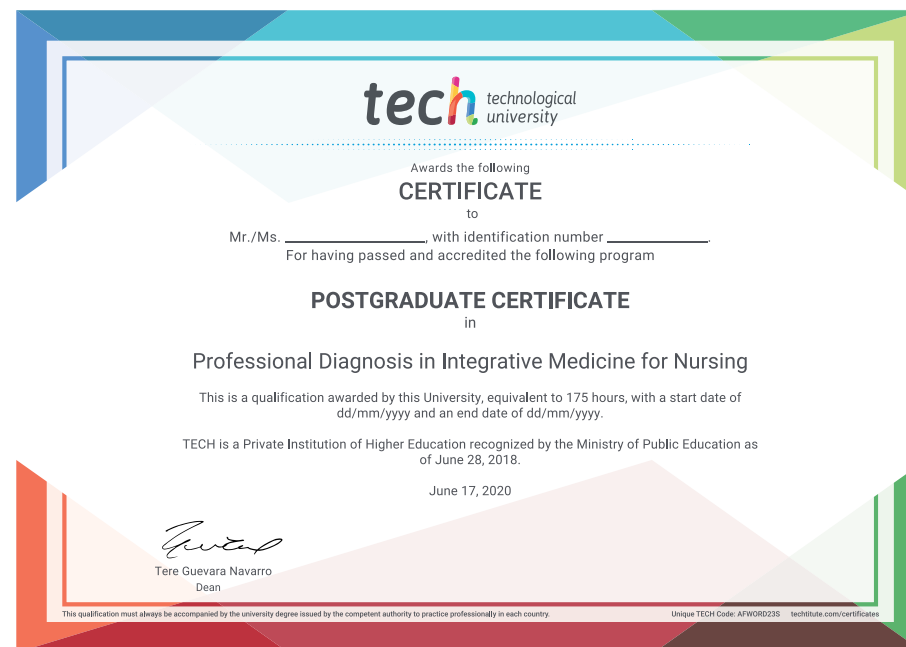 tech technological
university
Awards the following
CERTIFICATE
to
Mr./Ms. ____________________, with identification number ______________.
For having passed and accredited the following program
POSTGRADUATE CERTIFICATE
in
Professional Diagnosis in Integrative Medicine for Nursing
This is a qualification awarded by this University, equivalent to 175 hours, with a start date of
dd/mm/yyyy and an end date of dd/mm/yyyy.
TECH is a Private Institution of Higher Education recognized by the Ministry of Public Education as
of June 28, 2018.
June 17, 2020
Tere Guevara Navarro
Dean
This qualification must always be accompanied by the university degree issued by the competent authority to practice professionally in each country.
Unique TECH Code: AFWORD23S techtitute.com/certificates